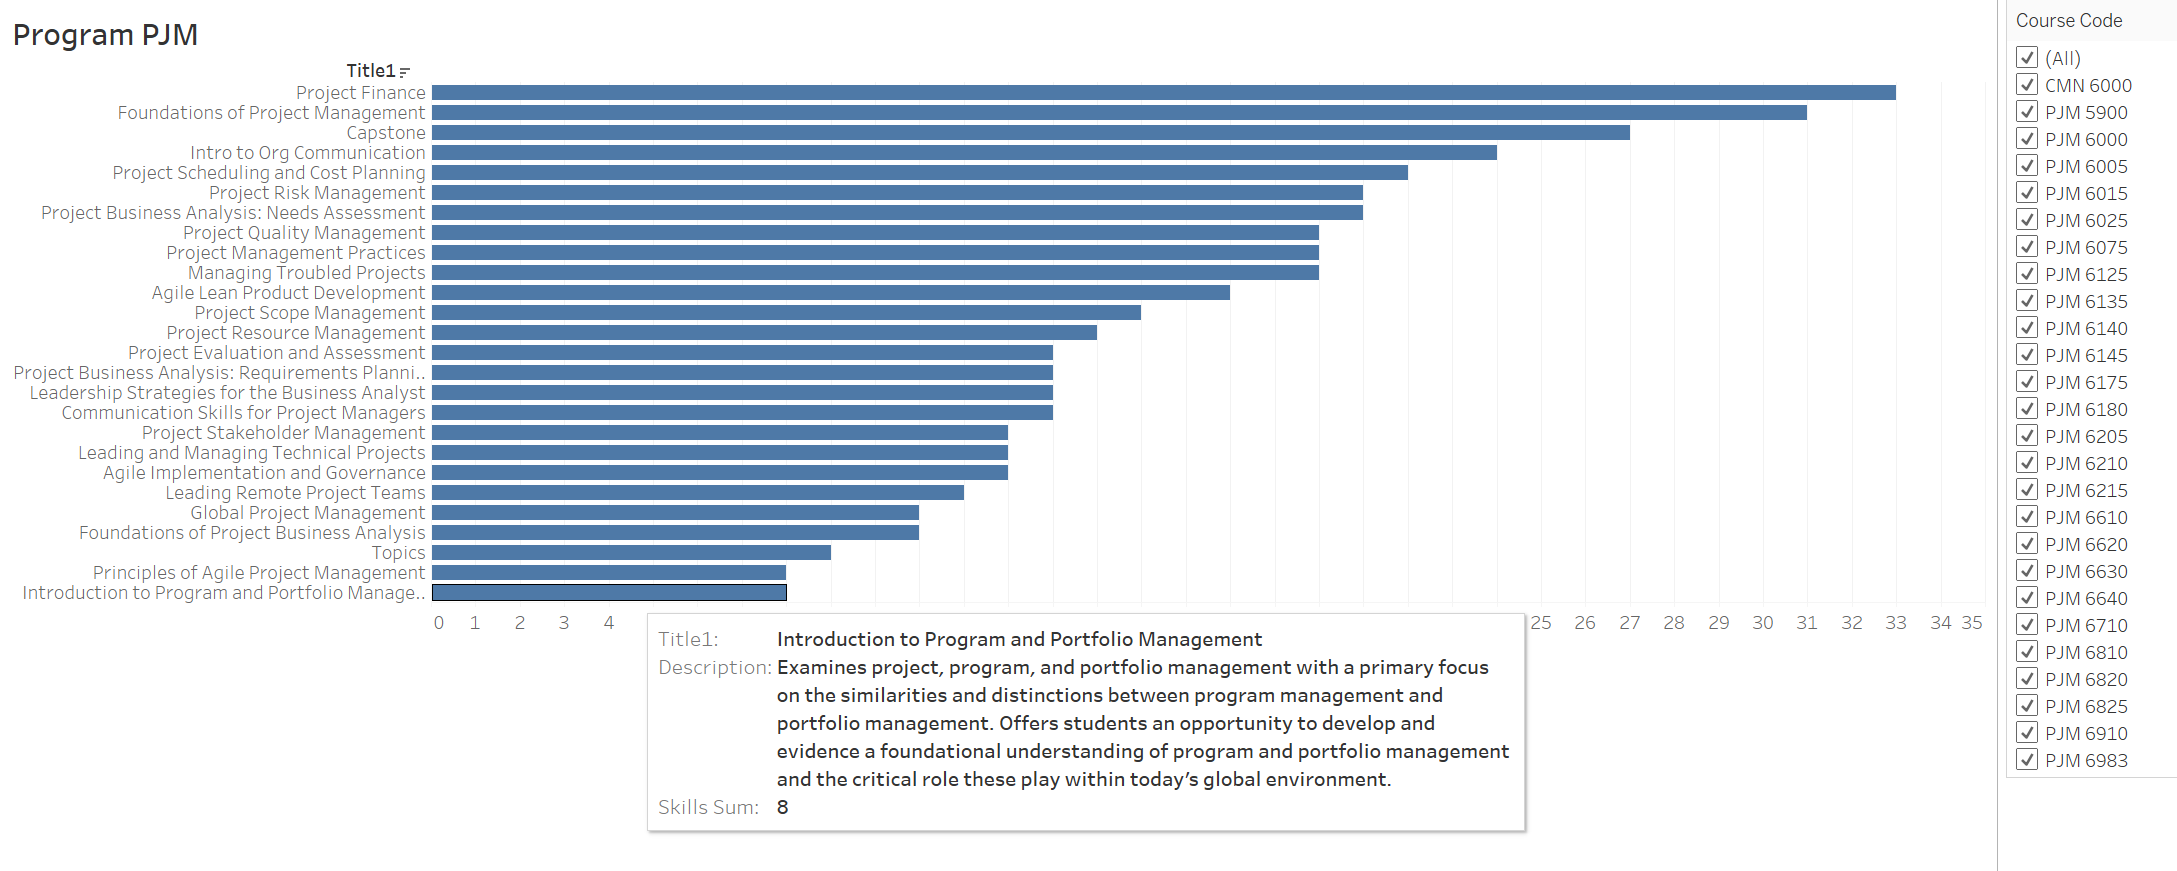 Program PJM
Title1
Project Finance
Foundations of Project Management
Capstone
Intro to Org Communication
Project Scheduling and Cost Planning
Project Risk Management
Project Business Analysis: Needs Assessment
Project Quality Management
Project Management Practices
Managing Troubled Projects
Agile Lean Product Development
Project Scope Management
Project Resource Management
Project Evaluation and Assessment
Project Business Analysis: Requirements Planni..
Leadership Strategies for the Business Analyst
Communication Skills for Project Managers
Project Stakeholder Management
Leading and Managing Technical Projects
Agile Implementation and Governance
Leading Remote Project Teams
Global Project Management
Foundations of Project Business Analysis
Topics
Principles of Agile Project Management
Introduction to Program and Portfolio Manage..
0 1 2 3 4 25 26 27 28 29 30 31 32 33 34 35
Title1: Introduction to Program and Portfolio Management
Description: Examines project, program, and portfolio management with a primary focus
on the similarities and distinctions between program management and
portfolio management. Offers students an opportunity to develop and
evidence a foundational understanding of program and portfolio management
and the critical role these play within today’s global environment.
Skills Sum: 8
Course Code
(All)
CMN 6000
PJM 5900
PJM 6000
PJM 6005
PJM 6015
PJM 6025
PJM 6075
PJM 6125
PJM 6135
PJM 6140
PJM 6145
PJM 6175
PJM 6180
PJM 6205
PJM 6210
PJM 6215
PJM 6610
PJM 6620
PJM 6630
PJM 6640
PJM 6710
PJM 6810
PJM 6820
PJM 6825
PJM 6910
PJM 6983